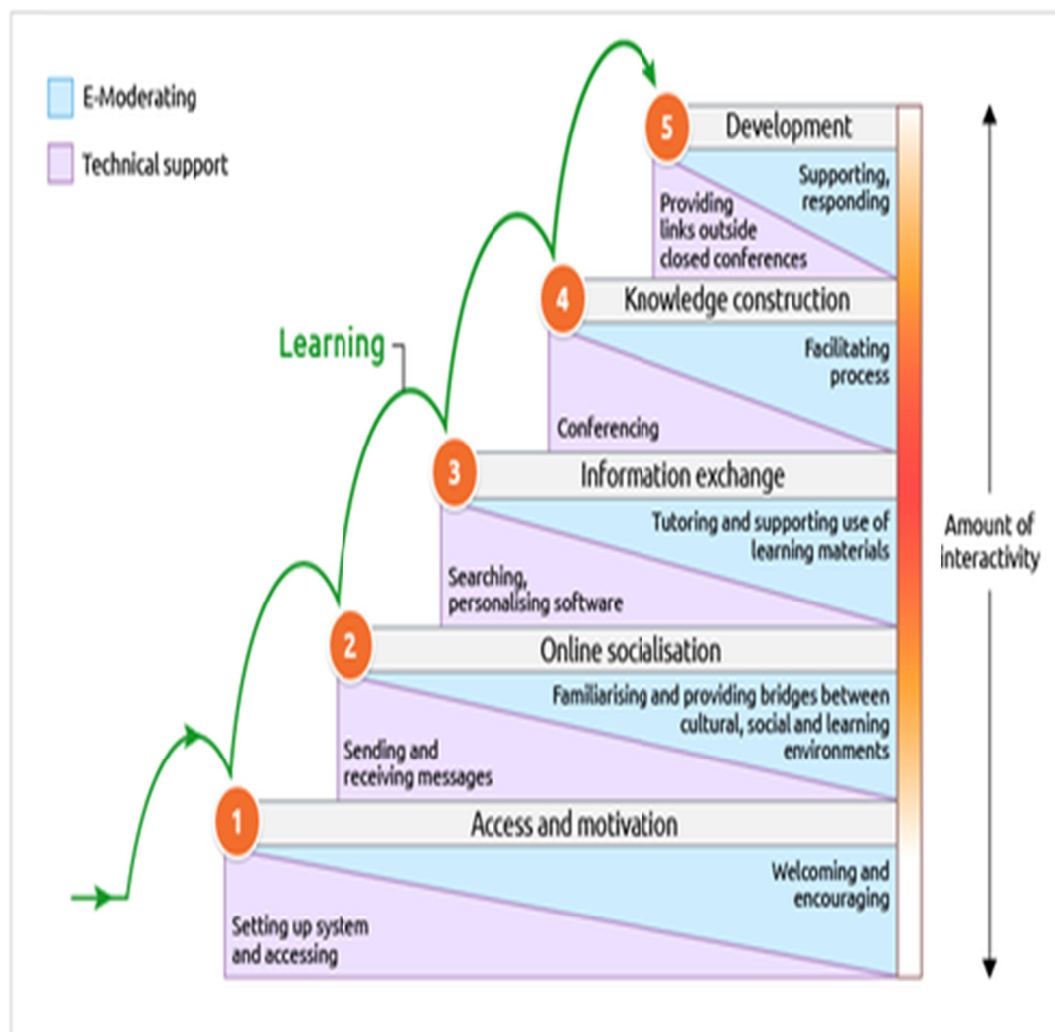 E-Moderating
Technical support
5
Development
Supporting,
responding
Providing
links outside
closed conferences
4
Knowledge construction
Facilitating
process
Conferencing
Learning
3
Information exchange
Tutoring and supporting use of
learning materials
Searching,
personalising software
Amount of
interactivity
2
Online socialisation
Familiarising and providing bridges between
cultural, social and learning
environments
Sending and
receiving messages
1
Access and motivation
Welcoming and
encouraging
Setting up system
and accessing